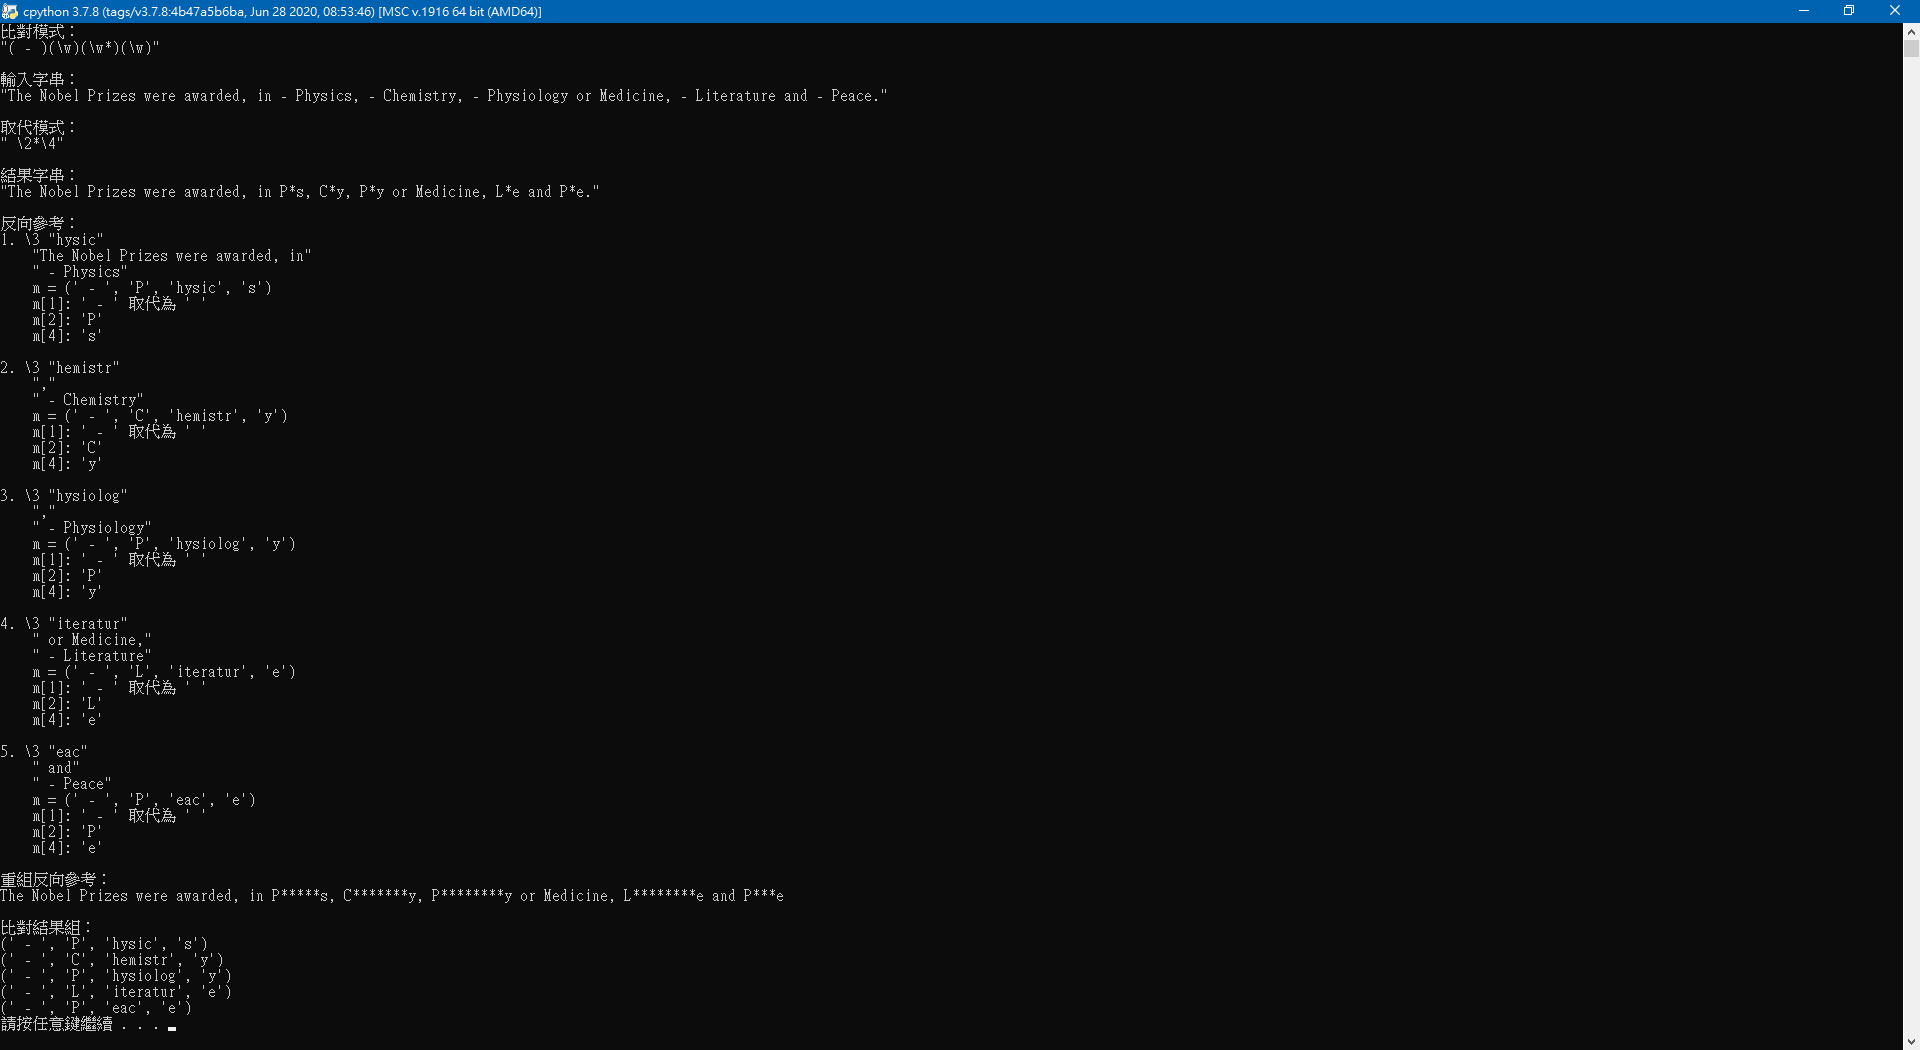 cpython 3.7.8 (tags/v3.7.8:4b47a5b6ba, Jun 28 2020, 08:53:46) [MSC v.1916 64 bit (AMD64)]
比對模式：
"( - )(\w)(\w*)(\w)"
輸入字串：
"The Nobel Prizes were awarded, in - Physics, - Chemistry, - Physiology or Medicine, - Literature and - Peace."
取代模式：
" \2*\4"
結果字串：
"The Nobel Prizes were awarded, in P*s, C*y, P*y or Medicine, L*e and P*e."
反向參考：
1. \3 "hysic"
"The Nobel Prizes were awarded, in"
" - Physics"
m = (' - ', 'P', 'hysic', 's')
m[1]: ' - ' 取代為 ' '
m[2]: 'P'
m[4]: 's'
2. \3 "hemistr"
","
" - Chemistry"
m = (' - ', 'C', 'hemistr', 'y')
m[1]: ' - ' 取代為 ' '
m[2]: 'C'
m[4]: 'y'
3. \3 "hysiolog"
","
" - Physiology"
m = (' - ', 'P', 'hysiolog', 'y')
m[1]: ' - ' 取代為 ' '
m[2]: 'P'
m[4]: 'y'
4. \3 "iteratur"
" or Medicine,"
" - Literature"
m = (' - ', 'L', 'iteratur', 'e')
m[1]: ' - ' 取代為 ' '
m[2]: 'L'
m[4]: 'e'
5. \3 "eac"
" and"
" - Peace"
m = (' - ', 'P', 'eac', 'e')
m[1]: ' - ' 取代為 ' '
m[2]: 'P'
m[4]: 'e'
重組反向參考：
The Nobel Prizes were awarded, in P*****s, C*******y, P********y or Medicine, L********e and P***e
比對結果組：
(' - ', 'P', 'hysic', 's')
(' - ', 'C', 'hemistr', 'y')
(' - ', 'P', 'hysiolog', 'y')
(' - ', 'L', 'iteratur', 'e')
(' - ', 'P', 'eac', 'e')
請按任意鍵繼續 . . .